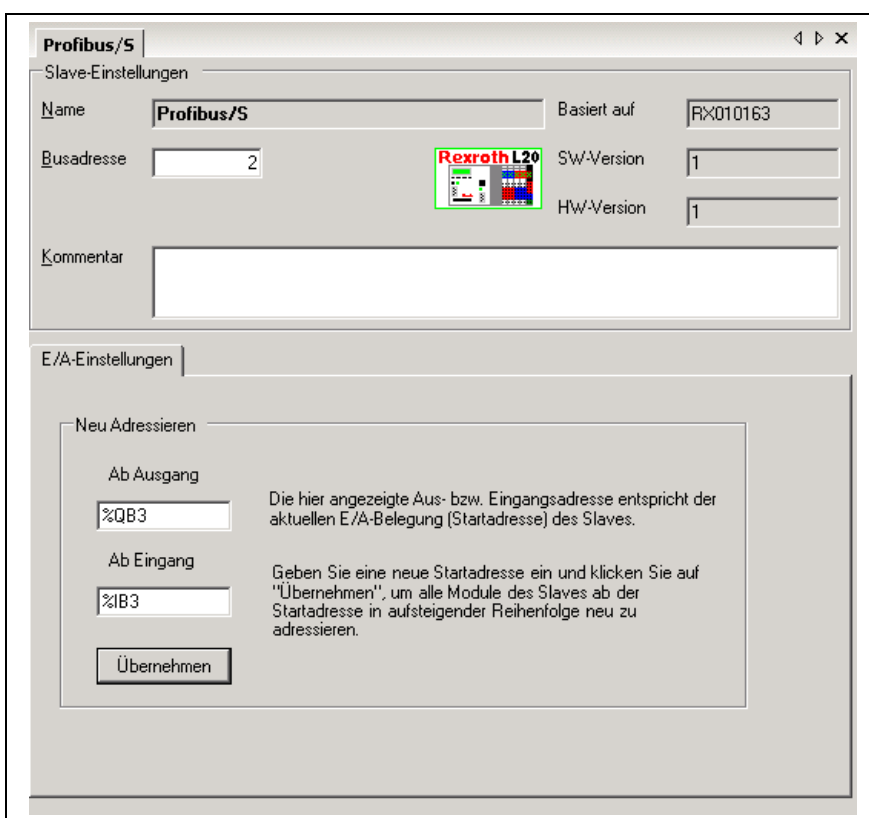 Profibus/S
Slave-Einstellungen
Name
Profibus/S
Basiert auf
RX010163
Busadresse
2
Rexroth L20
SW-Version
1
HW-Version
1
Kommentar
E/A-Einstellungen
Neu Adressieren
Ab Ausgang
%QB3
Die hier angezeigte Aus- bzw. Eingangsadresse entspricht der
aktuellen E/A-Belegung (Startadresse) des Slaves.
Ab Eingang
%IB3
Geben Sie eine neue Startadresse ein und klicken Sie auf
"Übernehmen", um alle Module des Slaves ab der
Startadresse in aufsteigender Reihenfolge neu zu
adressieren.
Übernehmen